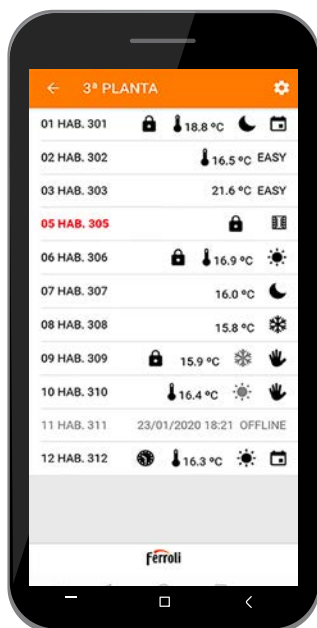 3ª PLANTA
01 HAB. 301 18.8 ºC
02 HAB. 302 16.5 ºC EASY
03 HAB. 303 21.6 ºC EASY
05 HAB. 305
06 HAB. 306 16.9 ºC
07 HAB. 307 16.0 ºC
08 HAB. 308 15.8 ºC
09 HAB. 309 15.9 ºC
10 HAB. 310 16.4 ºC
11 HAB. 311 23/01/2020 18:21 OFFLINE
12 HAB. 312 16.3 ºC
Ferroli